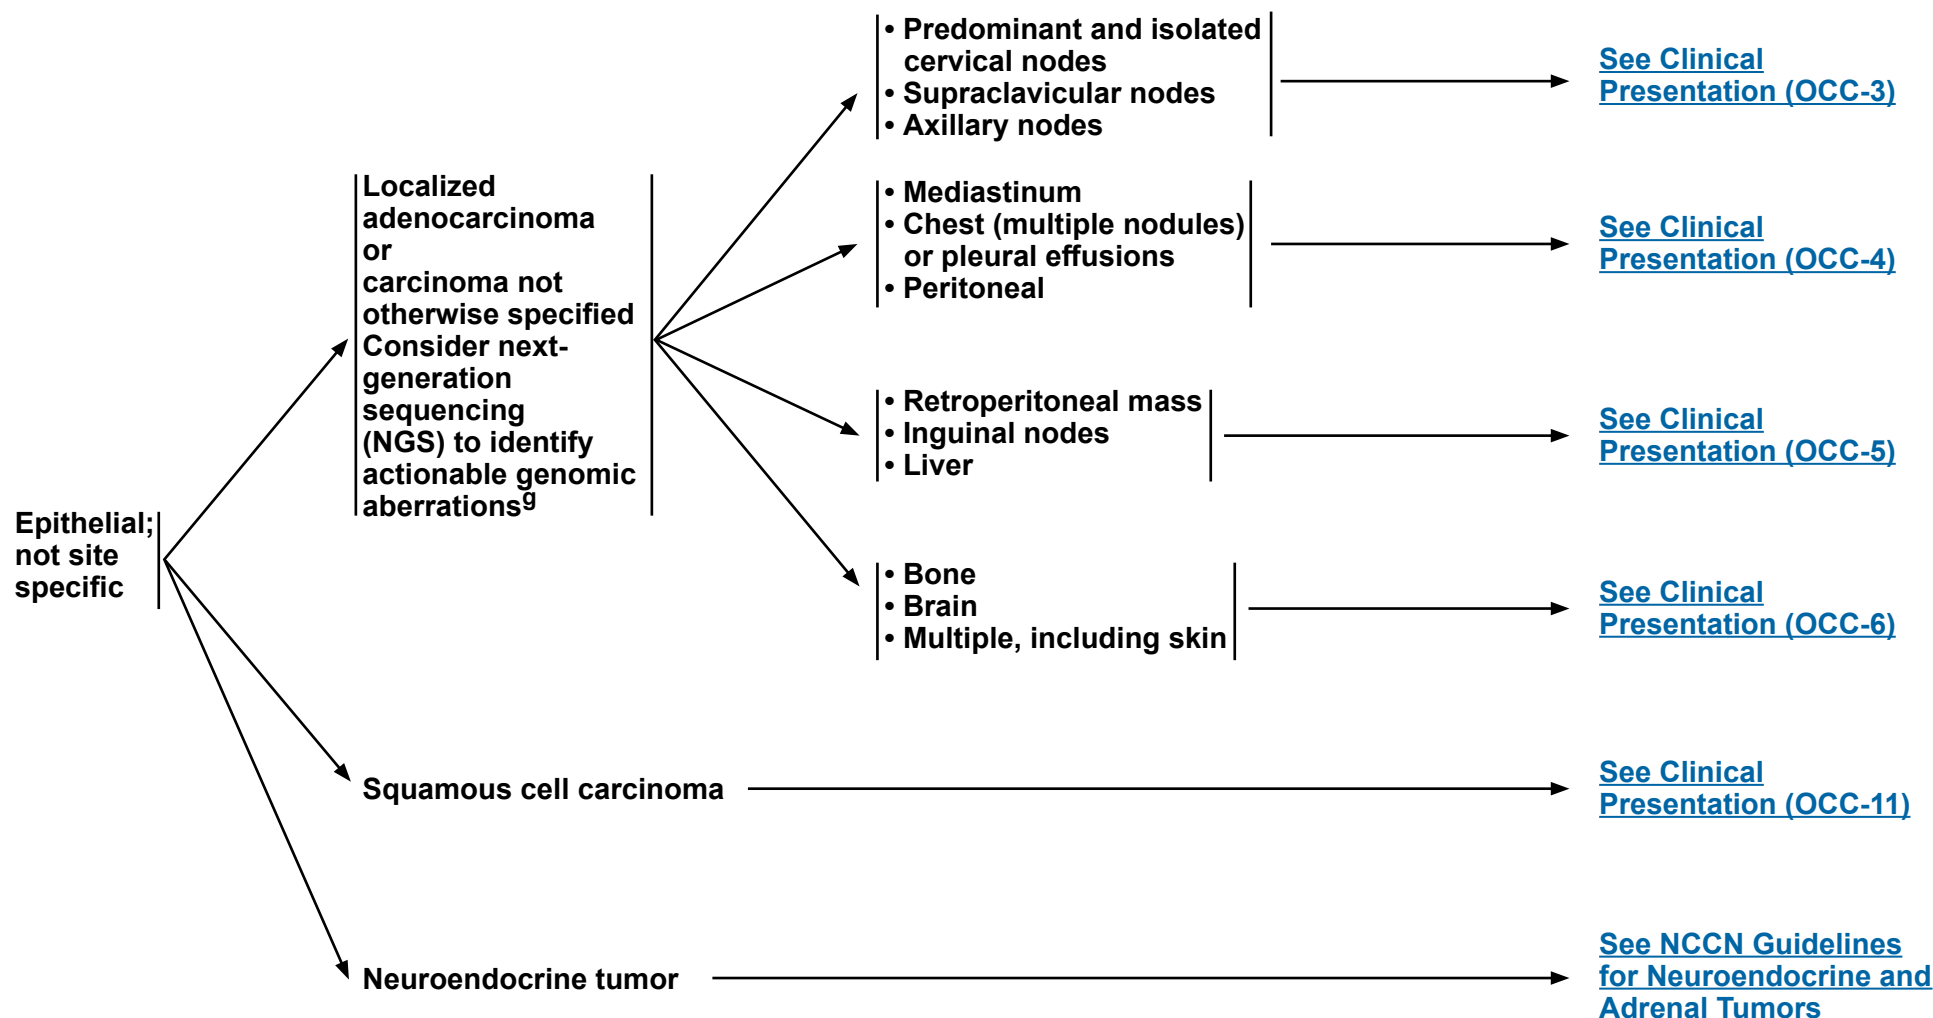 Epithelial;
not site
specific
Localized
adenocarcinoma
or
carcinoma not
otherwise specified
Consider next-
generation
sequencing
(NGS) to identify
actionable genomic
aberrationsg
• Predominant and isolated
cervical nodes
• Supraclavicular nodes
• Axillary nodes
See Clinical
Presentation (OCC-3)
• Mediastinum
• Chest (multiple nodules)
or pleural effusions
• Peritoneal
See Clinical
Presentation (OCC-4)
• Retroperitoneal mass
• Inguinal nodes
• Liver
See Clinical
Presentation (OCC-5)
• Bone
• Brain
• Multiple, including skin
See Clinical
Presentation (OCC-6)
Squamous cell carcinoma
See Clinical
Presentation (OCC-11)
Neuroendocrine tumor
See NCCN Guidelines
for Neuroendocrine and
Adrenal Tumors